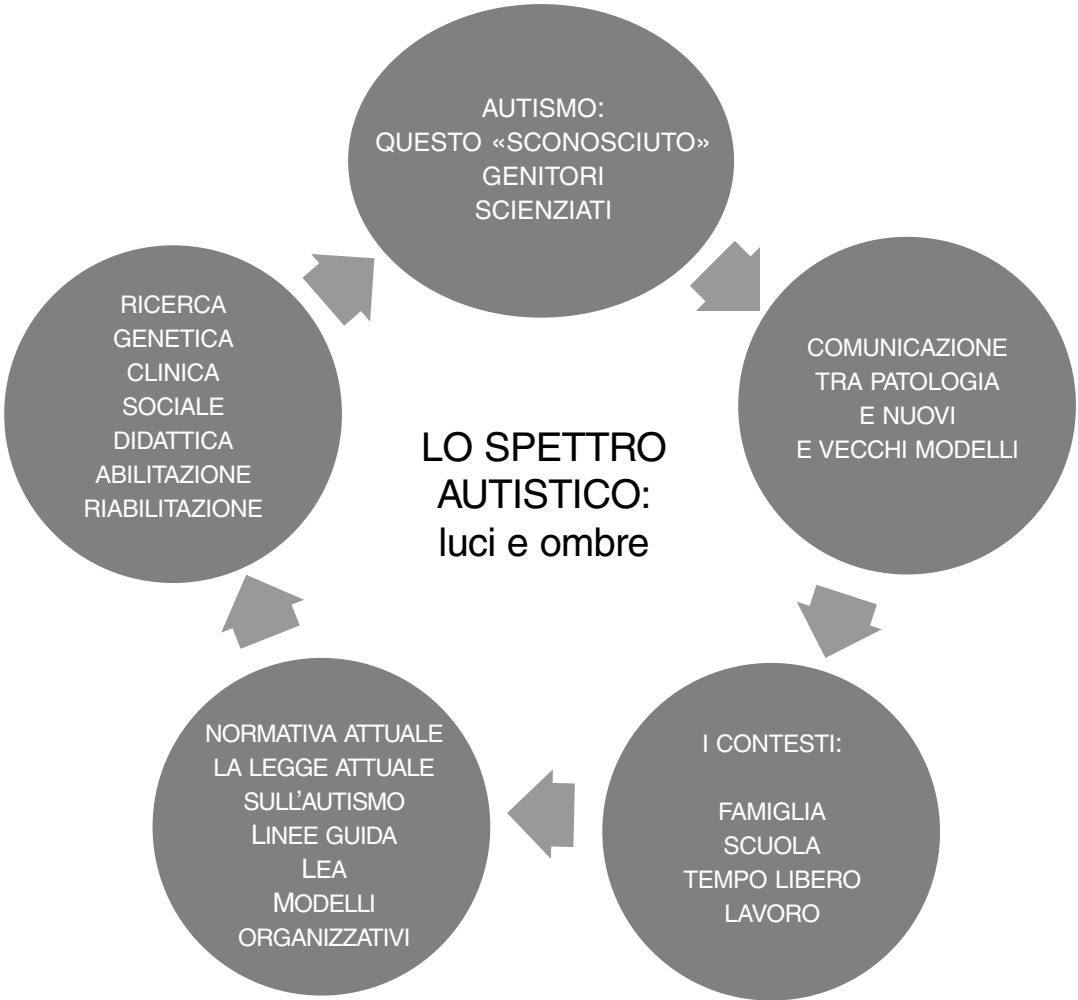 AUTISMO:
QUESTO «SCONOSCIUTO»
GENITORI
SCIENZIATI
COMUNICAZIONE
TRA PATOLOGIA
E NUOVI
E VECCHI MODELLI
I CONTESTI:
FAMIGLIA
SCUOLA
TEMPO LIBERO
LAVORO
NORMATIVA ATTUALE
LA LEGGE ATTUALE
SULL'AUTISMO
LINEE GUIDA
LEA
MODELLI
ORGANIZZATIVI
RICERCA
GENETICA
CLINICA
SOCIALE
DIDATTICA
ABILITAZIONE
RIABILITAZIONE
LO SPETTRO
AUTISTICO:
luci e ombre